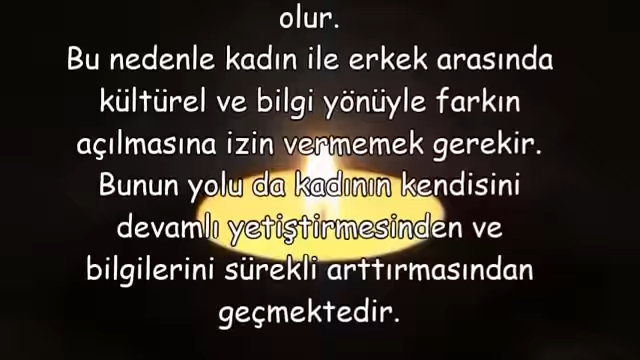 olur.
Bu nedenle kadın ile erkek arasında
kültürel ve bilgi yönüyle farkın
açılmasına izin vermemek gerekir.
Bunun yolu da kadının kendisini
devamlı yetiştirmesinden ve
bilgilerini sürekli arttırmasından
geçmektedir.